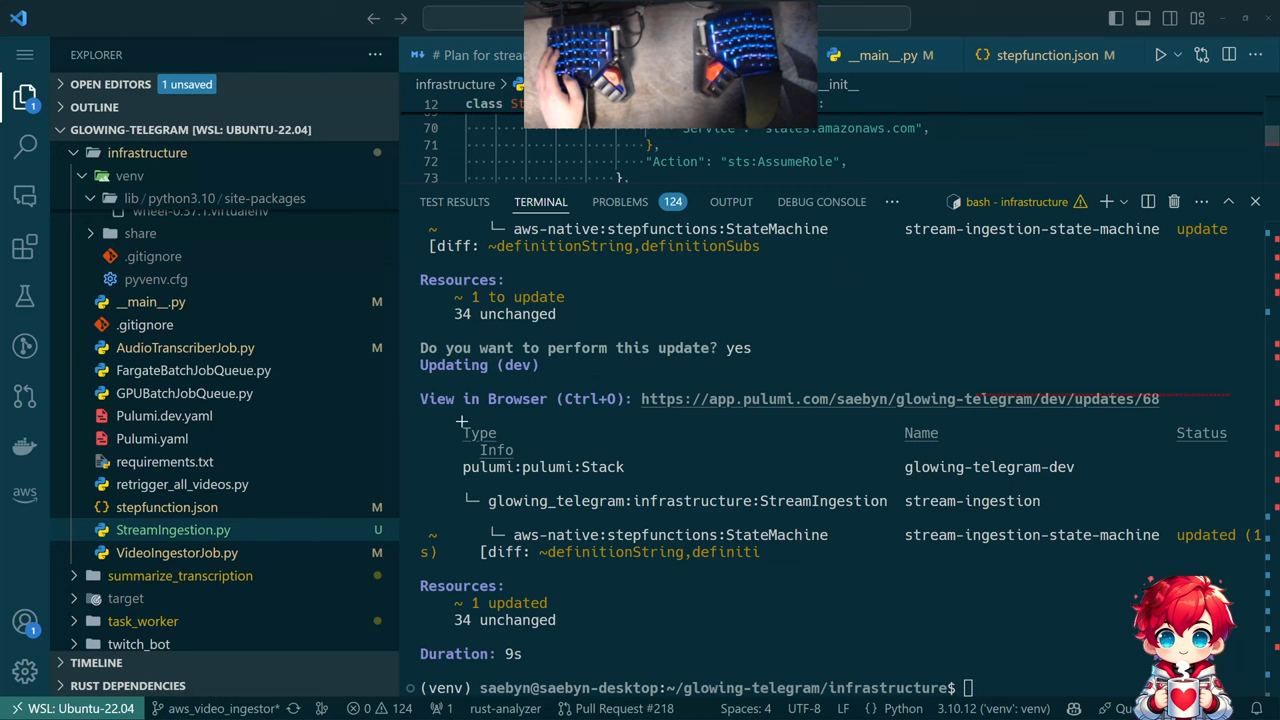 # Plan for strea
__main__.py M
stepfunction.json M
EXPLORER
OPEN EDITORS 1 unsaved
OUTLINE
GLOWING-TELEGRAM [WSL: UBUNTU-22.04]
infrastructure
venv
lib / python3.10 / site-packages
wheel-0.37.1.virtualenv
share
.gitignore
pyvenv.cfg
__main__.py M
.gitignore
AudioTranscriberJob.py M
FargateBatchJobQueue.py
GPUBatchJobQueue.py
Pulumi.dev.yaml
Pulumi.yaml
requirements.txt
retrigger_all_videos.py
stepfunction.json M
StreamIngestion.py U
VideoIngestorJob.py M
summarize_transcription
target
task_worker
twitch_bot
TIMELINE
RUST DEPENDENCIES
infrastructure > __init__
12 class St :
70 "Service": "states.amazonaws.com",
71 },
72 "Action": "sts:AssumeRole",
73 },
TEST RESULTS TERMINAL PROBLEMS 124 OUTPUT DEBUG CONSOLE ··· bash - infrastructure
~ └─ aws-native:stepfunctions:StateMachine stream-ingestion-state-machine update
[diff: ~definitionString,definitionSubs
Resources:
~ 1 to update
34 unchanged
Do you want to perform this update? yes
Updating (dev)
View in Browser (Ctrl+O): https://app.pulumi.com/saebyn/glowing-telegram/dev/updates/68
Type Name Status
Info
pulumi:pulumi:Stack glowing-telegram-dev
└─ glowing_telegram:infrastructure:StreamIngestion stream-ingestion
~ └─ aws-native:stepfunctions:StateMachine stream-ingestion-state-machine updated (1
s) [diff: ~definitionString,definiti
Resources:
~ 1 updated
34 unchanged
Duration: 9s
(venv) saebyn@saebyn-desktop:~/glowing-telegram/infrastructure$
WSL: Ubuntu-22.04 aws_video_ingestor* 0 124 1 rust-analyzer Pull Request #218 Spaces: 4 UTF-8 LF Python 3.10.12 ('venv': venv)